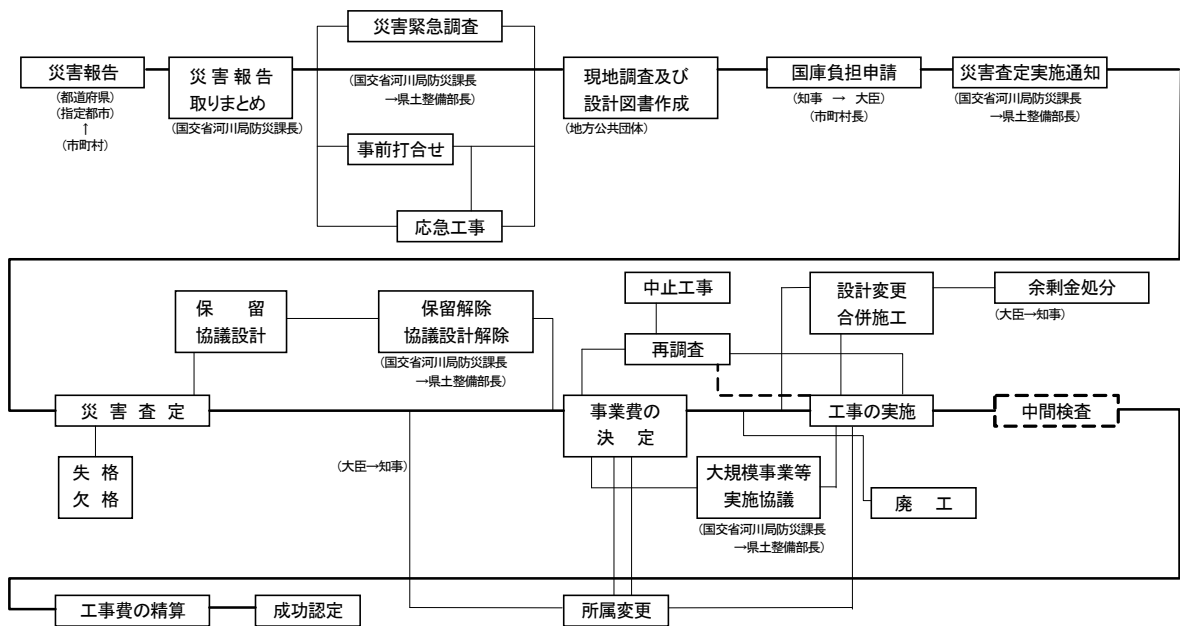 災害緊急調査
災害報告
(都道府県)
(指定都市)
↑
(市町村)
災 害 報 告
取りまとめ
(国交省河川局防災課長)
(国交省河川局防災課長
→県土整備部長)
事前打合せ
応急工事
現地調査及び
設計図書作成
(地方公共団体)
国庫負担申請
(知事 → 大臣)
(市町村長)
災害査定実施通知
(国交省河川局防災課長
→県土整備部長)
保 留
協議設計
保留解除
協議設計解除
(国交省河川局防災課長
→県土整備部長)
中止工事
再調査
設計変更
合併施工
余剰金処分
(大臣→知事)
災 害 査 定
事業費の
決 定
工事の実施
中間検査
失 格
欠 格
(大臣→知事)
大規模事業等
実施協議
(国交省河川局防災課長
→県土整備部長)
廃 工
工事費の精算
成功認定
所属変更